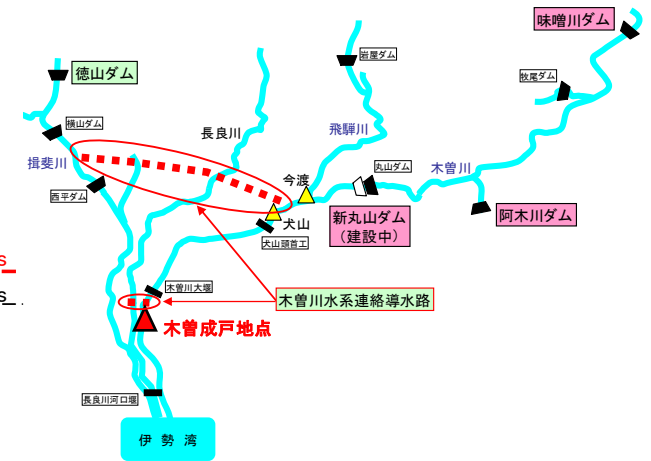 味噌川ダム
岩屋ダム
徳山ダム
牧尾ダム
横山ダム
長良川
飛騨川
揖斐川
丸山ダム
木曽川
今渡
西平ダム
新丸山ダム
（建設中）
阿木川ダム
犬山
犬山頭首工
s
s
木曽川大堰
木曽川水系連絡導水路
木曽成戸地点
長良川河口堰
伊勢湾